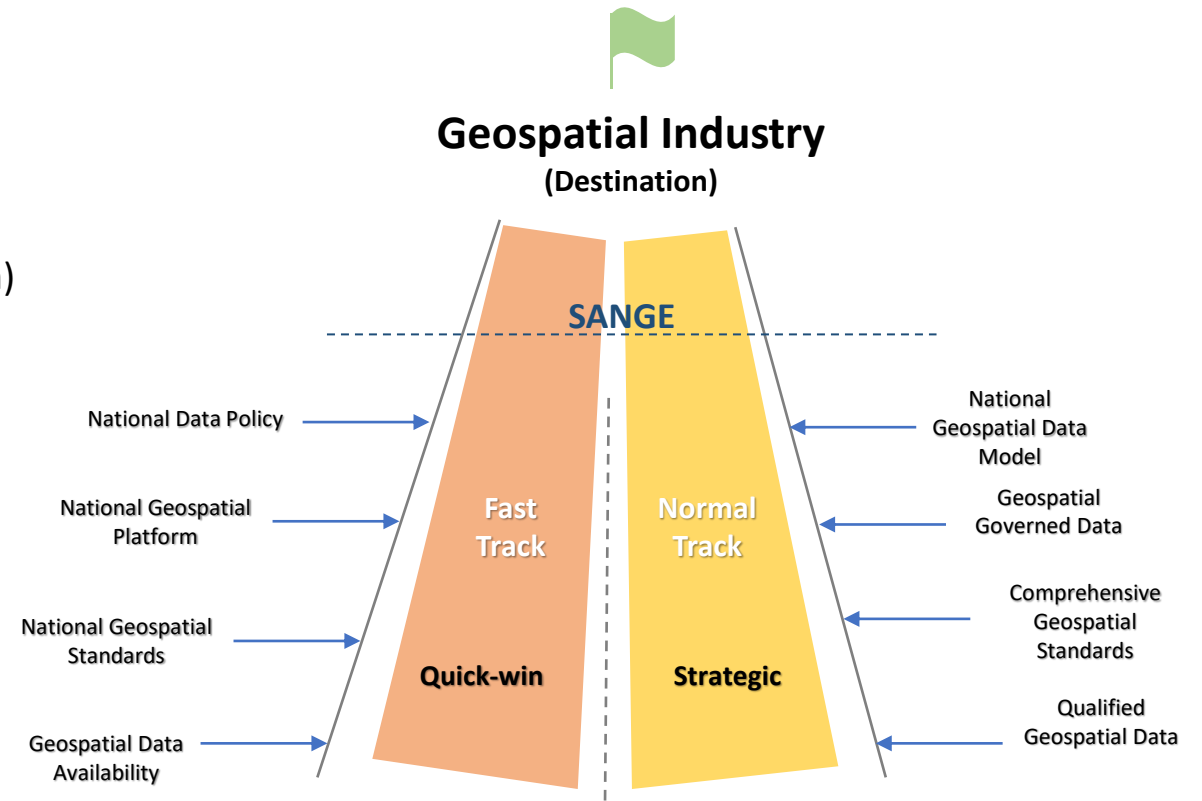 Geospatial Industry
(Destination)
)
SANGE
National Data Policy
National Geospatial
Platform
National Geospatial
Standards
Geospatial Data
Availability
Fast
Track
Quick-win
Normal
Track
Strategic
National
Geospatial Data
Model
Geospatial
Governed Data
Comprehensive
Geospatial
Standards
Qualified
Geospatial Data